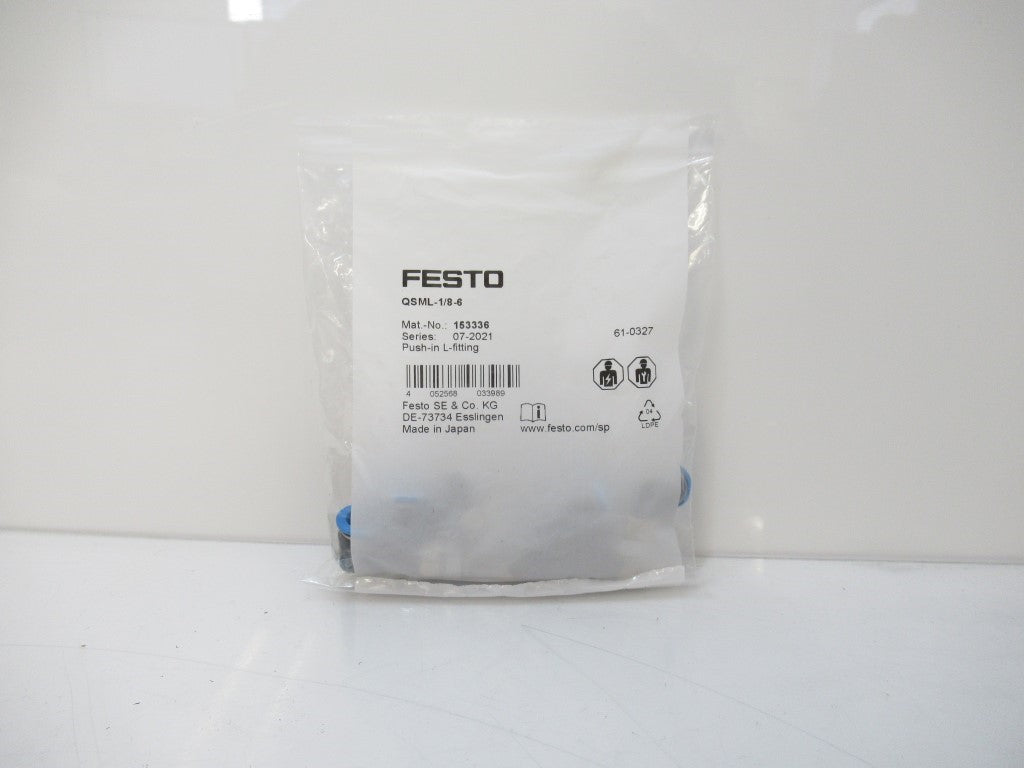 FESTO
QSML-1/8-6
Mat.-No.: 153336
Series: 07-2021
61-0327
Push-in L-fitting
4 052568 033989
Festo SE & Co. KG
DE-73734 Esslingen
Made in Japan
www.festo.com/sp
04
LDPE